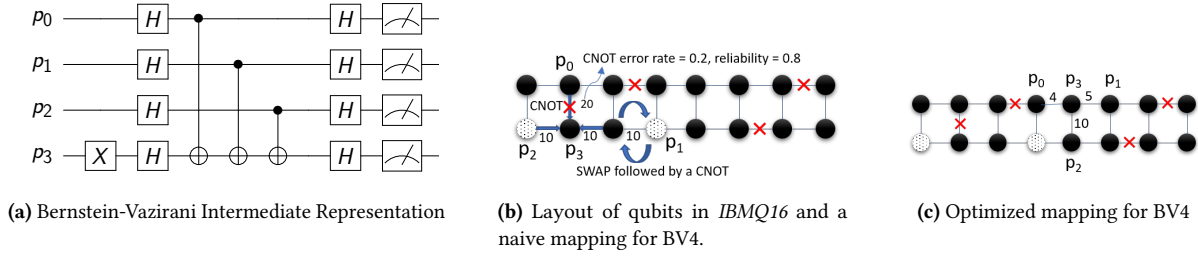 p0 H H
p1 H H
p2 H H
p3 X H H
(a) Bernstein-Vazirani Intermediate Representation
CNOT error rate = 0.2, reliability = 0.8
p0
CNOT 20
10 10 10
p2 p3 p1
SWAP followed by a CNOT
(b) Layout of qubits in IBMQ16 and a
naive mapping for BV4.
p0 p3 p1
4 5
10
p2
(c) Optimized mapping for BV4